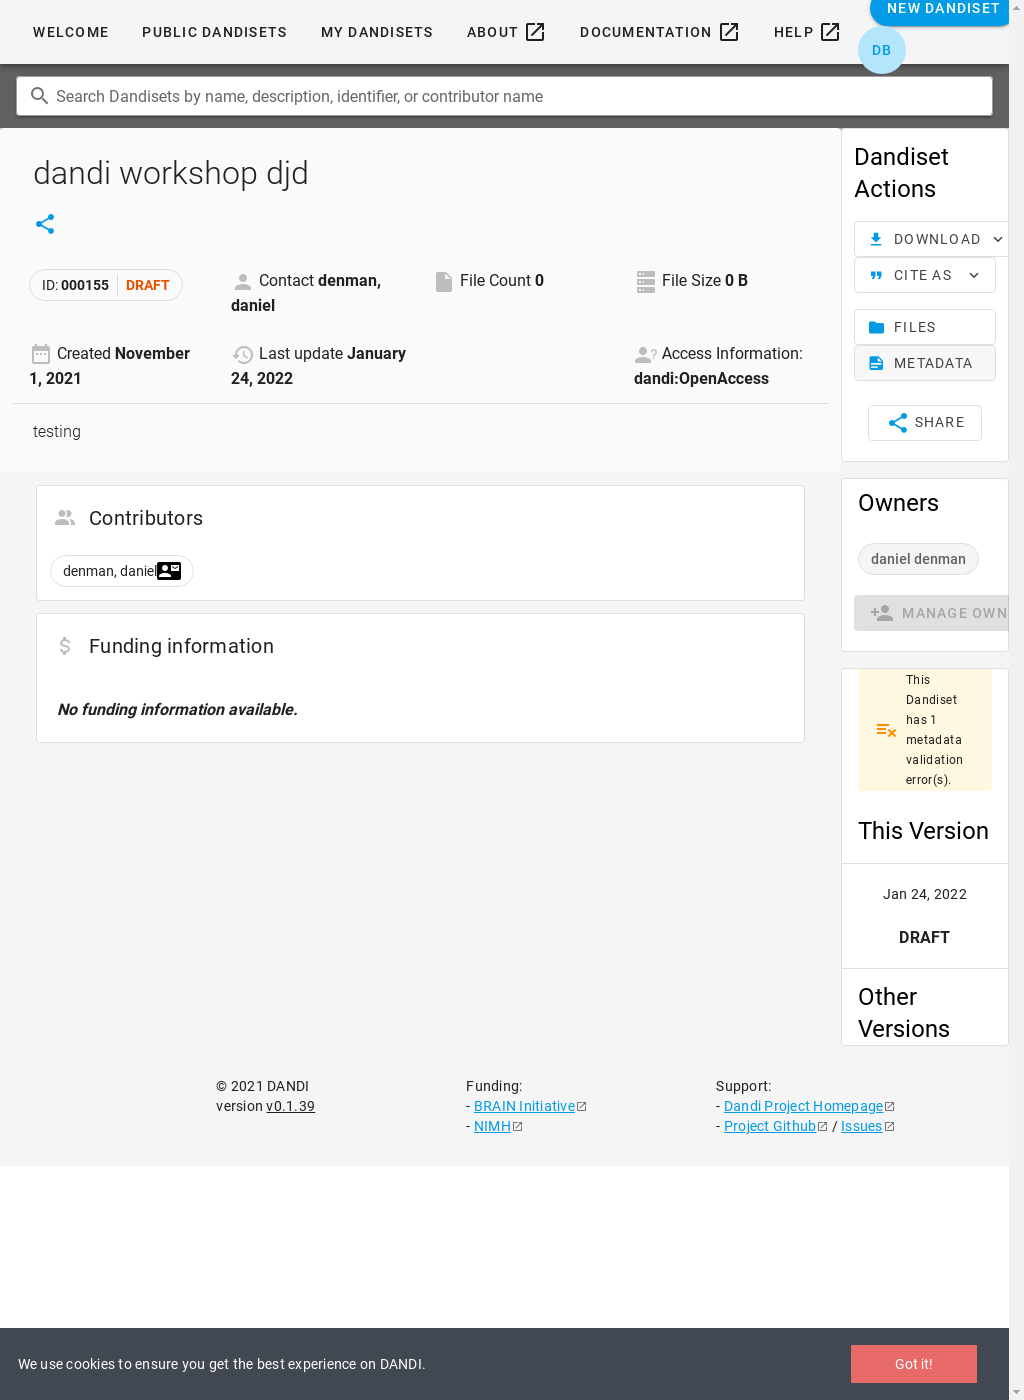 WELCOME PUBLIC DANDISETS MY DANDISETS ABOUT DOCUMENTATION HELP NEW DANDISET
DB
Search Dandisets by name, description, identifier, or contributor name
dandi workshop djd
ID: 000155 DRAFT
Contact denman,
daniel
File Count 0
File Size 0 B
Created November
1, 2021
Last update January
24, 2022
Access Information:
dandi:OpenAccess
testing
Contributors
denman, daniel
Funding information
No funding information available.
Dandiset
Actions
DOWNLOAD
CITE AS
FILES
METADATA
SHARE
Owners
daniel denman
MANAGE OWN
This
Dandiset
has 1
metadata
validation
error(s).
This Version
Jan 24, 2022
DRAFT
Other
Versions
© 2021 DANDI
version v0.1.39
Funding:
- BRAIN Initiative
- NIMH
Support:
- Dandi Project Homepage
- Project Github / Issues
We use cookies to ensure you get the best experience on DANDI.
Got it!